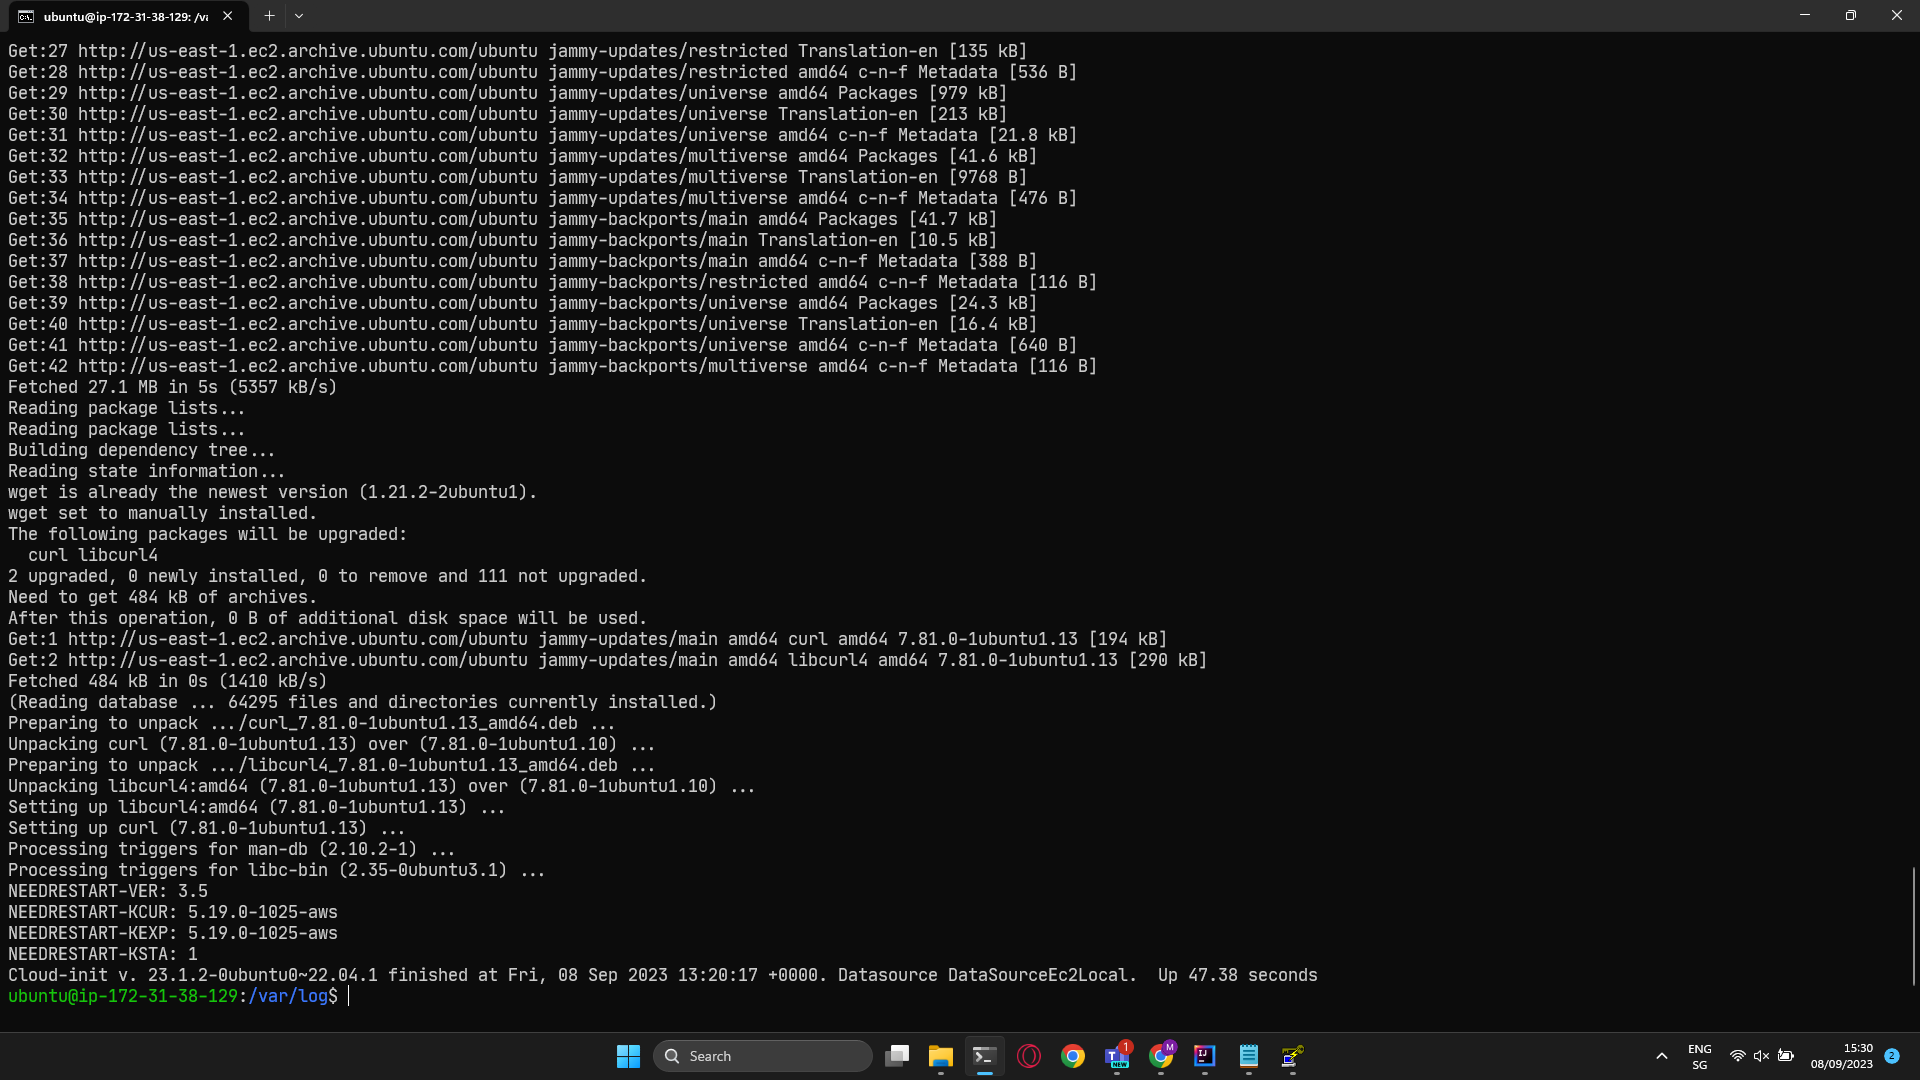 ubuntu@ip-172-31-38-129: /va
Get:27 http://us-east-1.ec2.archive.ubuntu.com/ubuntu jammy-updates/restricted Translation-en [135 kB]
Get:28 http://us-east-1.ec2.archive.ubuntu.com/ubuntu jammy-updates/restricted amd64 c-n-f Metadata [536 B]
Get:29 http://us-east-1.ec2.archive.ubuntu.com/ubuntu jammy-updates/universe amd64 Packages [979 kB]
Get:30 http://us-east-1.ec2.archive.ubuntu.com/ubuntu jammy-updates/universe Translation-en [213 kB]
Get:31 http://us-east-1.ec2.archive.ubuntu.com/ubuntu jammy-updates/universe amd64 c-n-f Metadata [21.8 kB]
Get:32 http://us-east-1.ec2.archive.ubuntu.com/ubuntu jammy-updates/multiverse amd64 Packages [41.6 kB]
Get:33 http://us-east-1.ec2.archive.ubuntu.com/ubuntu jammy-updates/multiverse Translation-en [9768 B]
Get:34 http://us-east-1.ec2.archive.ubuntu.com/ubuntu jammy-updates/multiverse amd64 c-n-f Metadata [476 B]
Get:35 http://us-east-1.ec2.archive.ubuntu.com/ubuntu jammy-backports/main amd64 Packages [41.7 kB]
Get:36 http://us-east-1.ec2.archive.ubuntu.com/ubuntu jammy-backports/main Translation-en [10.5 kB]
Get:37 http://us-east-1.ec2.archive.ubuntu.com/ubuntu jammy-backports/main amd64 c-n-f Metadata [388 B]
Get:38 http://us-east-1.ec2.archive.ubuntu.com/ubuntu jammy-backports/restricted amd64 c-n-f Metadata [116 B]
Get:39 http://us-east-1.ec2.archive.ubuntu.com/ubuntu jammy-backports/universe amd64 Packages [24.3 kB]
Get:40 http://us-east-1.ec2.archive.ubuntu.com/ubuntu jammy-backports/universe Translation-en [16.4 kB]
Get:41 http://us-east-1.ec2.archive.ubuntu.com/ubuntu jammy-backports/universe amd64 c-n-f Metadata [640 B]
Get:42 http://us-east-1.ec2.archive.ubuntu.com/ubuntu jammy-backports/multiverse amd64 c-n-f Metadata [116 B]
Fetched 27.1 MB in 5s (5357 kB/s)
Reading package lists...
Reading package lists...
Building dependency tree...
Reading state information...
wget is already the newest version (1.21.2-2ubuntu1).
wget set to manually installed.
The following packages will be upgraded:
  curl libcurl4
2 upgraded, 0 newly installed, 0 to remove and 111 not upgraded.
Need to get 484 kB of archives.
After this operation, 0 B of additional disk space will be used.
Get:1 http://us-east-1.ec2.archive.ubuntu.com/ubuntu jammy-updates/main amd64 curl amd64 7.81.0-1ubuntu1.13 [194 kB]
Get:2 http://us-east-1.ec2.archive.ubuntu.com/ubuntu jammy-updates/main amd64 libcurl4 amd64 7.81.0-1ubuntu1.13 [290 kB]
Fetched 484 kB in 0s (1410 kB/s)
(Reading database ... 64295 files and directories currently installed.)
Preparing to unpack .../curl_7.81.0-1ubuntu1.13_amd64.deb ...
Unpacking curl (7.81.0-1ubuntu1.13) over (7.81.0-1ubuntu1.10) ...
Preparing to unpack .../libcurl4_7.81.0-1ubuntu1.13_amd64.deb ...
Unpacking libcurl4:amd64 (7.81.0-1ubuntu1.13) over (7.81.0-1ubuntu1.10) ...
Setting up libcurl4:amd64 (7.81.0-1ubuntu1.13) ...
Setting up curl (7.81.0-1ubuntu1.13) ...
Processing triggers for man-db (2.10.2-1) ...
Processing triggers for libc-bin (2.35-0ubuntu3.1) ...
NEEDRESTART-VER: 3.5
NEEDRESTART-KCUR: 5.19.0-1025-aws
NEEDRESTART-KEXP: 5.19.0-1025-aws
NEEDRESTART-KSTA: 1
Cloud-init v. 23.1.2-0ubuntu0~22.04.1 finished at Fri, 08 Sep 2023 13:20:17 +0000. Datasource DataSourceEc2Local.  Up 47.38 seconds
ubuntu@ip-172-31-38-129:/var/log$
Search
1
T
NEW
M
IJ
ENG
SG
15:30
08/09/2023
2